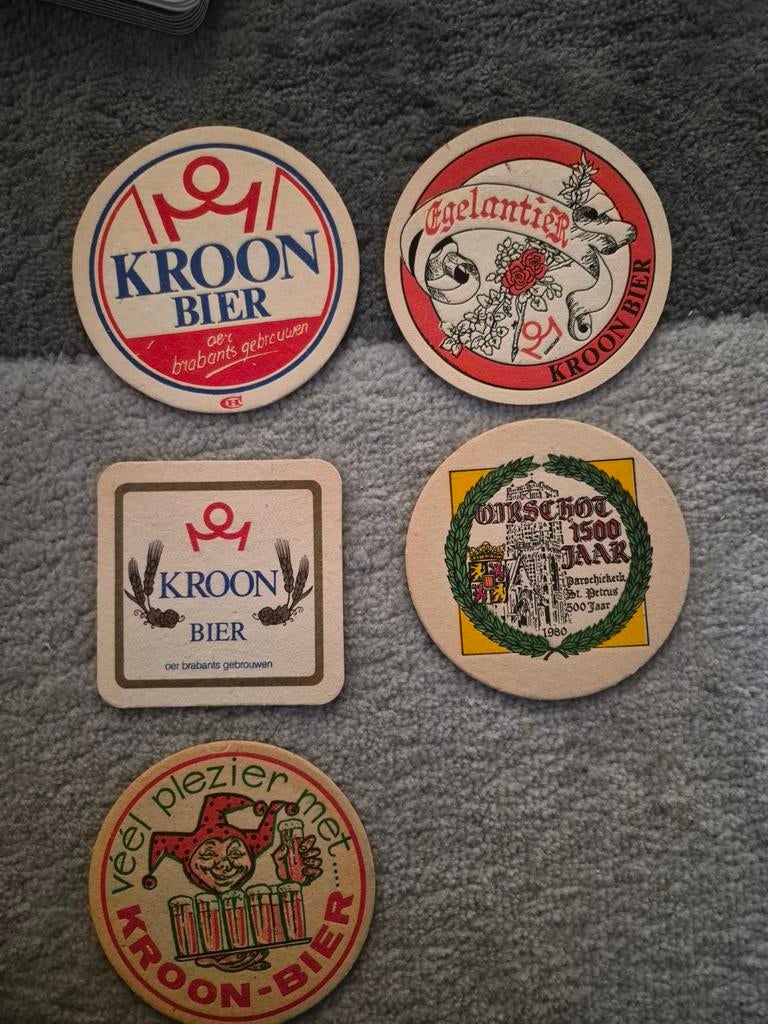 KROON
BIER
oer
brabants gebrouwen
Egelantier
KROON BIER
KROON
BIER
oer brabants gebrouwen
OIRSCHOT
1500
JAAR
Parochiekerk
St. Petrus
500 Jaar
1980
véél plezier met....
KROON-BIER